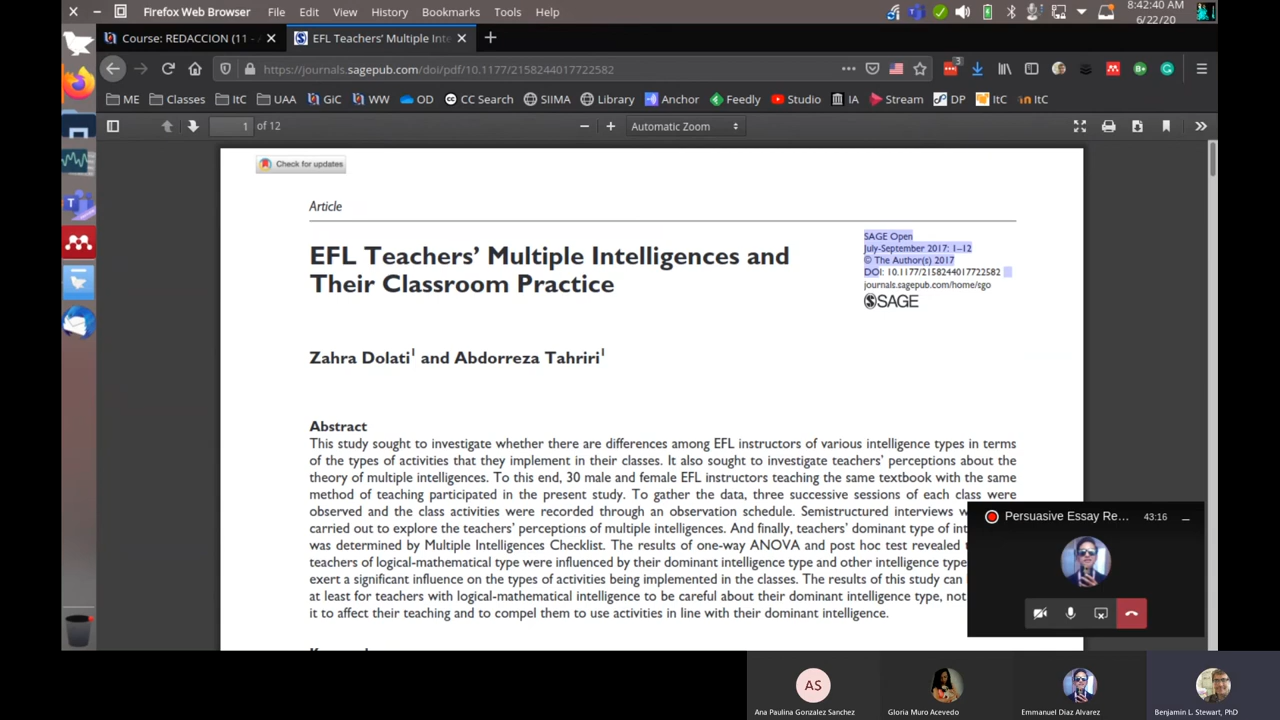 Firefox Web Browser File Edit View History Bookmarks Tools Help
8:42:40 AM
6/22/20
Course: REDACCION (11 - A
EFL Teachers' Multiple Inte
https://journals.sagepub.com/doi/pdf/10.1177/2158244017722582
3
ME Classes ItC UAA GiC WW OD CC Search SIIMA Library Anchor Feedly Studio IA Stream DP ItC ItC
1 of 12
Automatic Zoom
Check for updates
Article
EFL Teachers' Multiple Intelligences and
Their Classroom Practice
SAGE Open
July-September 2017: 1–12
© The Author(s) 2017
DOI: 10.1177/2158244017722582
journals.sagepub.com/home/sgo
SAGE
Zahra Dolati1 and Abdorreza Tahriri1
Abstract
This study sought to investigate whether there are differences among EFL instructors of various intelligence types in terms
of the types of activities that they implement in their classes. It also sought to investigate teachers' perceptions about the
theory of multiple intelligences. To this end, 30 male and female EFL instructors teaching the same textbook with the same
method of teaching participated in the present study. To gather the data, three successive sessions of each class were
observed and the class activities were recorded through an observation schedule. Semistructured interviews w
carried out to explore the teachers' perceptions of multiple intelligences. And finally, teachers' dominant type of int
was determined by Multiple Intelligences Checklist. The results of one-way ANOVA and post hoc test revealed
teachers of logical-mathematical type were influenced by their dominant intelligence type and other intelligence type
exert a significant influence on the types of activities being implemented in the classes. The results of this study can
at least for teachers with logical-mathematical intelligence to be careful about their dominant intelligence type, not
it to affect their teaching and to compel them to use activities in line with their dominant intelligence.
Persuasive Essay Re... 43:16
AS
Ana Paulina Gonzalez Sanchez
Gloria Muro Acevedo
Emmanuel Diaz Alvarez
Benjamin L. Stewart, PhD